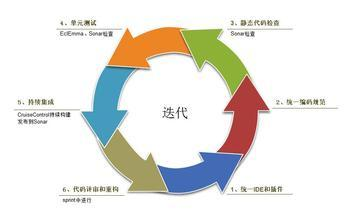 4、单元测试
EclEmma、Sonar检查
3、静态代码检查
Sonar检查
迭代
2、统一编码规范
5、持续集成
CruiseControl持续构建
发布到Sonar
6、代码评审和重构
sprint中进行
1、统一IDE和插件